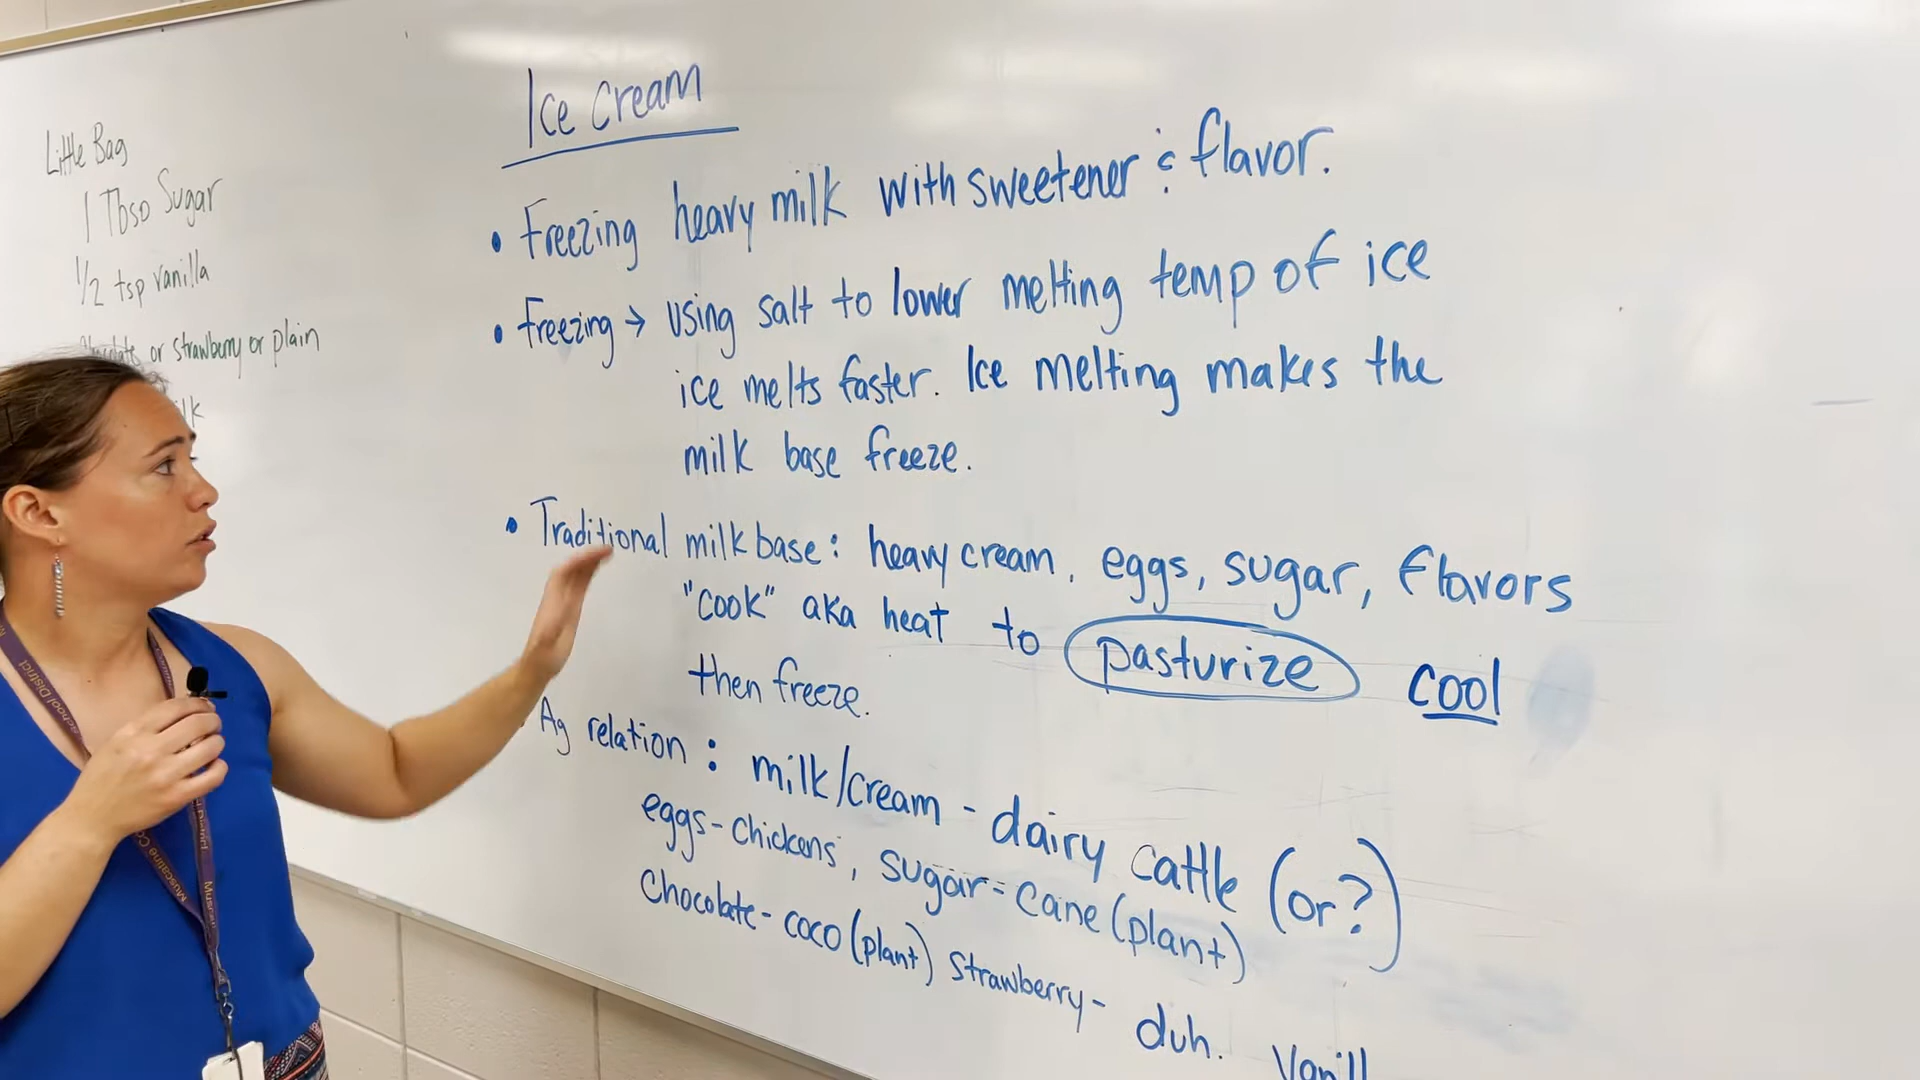 Little Bag
1 Tbsp Sugar
1/2 tsp vanilla
or strawberry or plain
Ice Cream
• Freezing heavy milk with sweetener & flavor.
• Freezing → using salt to lower melting temp of ice
ice melts faster. Ice melting makes the
milk base freeze.
• Traditional milk base: heavy cream, eggs, sugar, flavors
"cook" aka heat to pasturize cool
then freeze.
Ag relation: milk/cream - dairy cattle (or?)
eggs - chickens, sugar = cane (plant)
Chocolate - coco (plant) Strawberry - duh. Vanill
School District